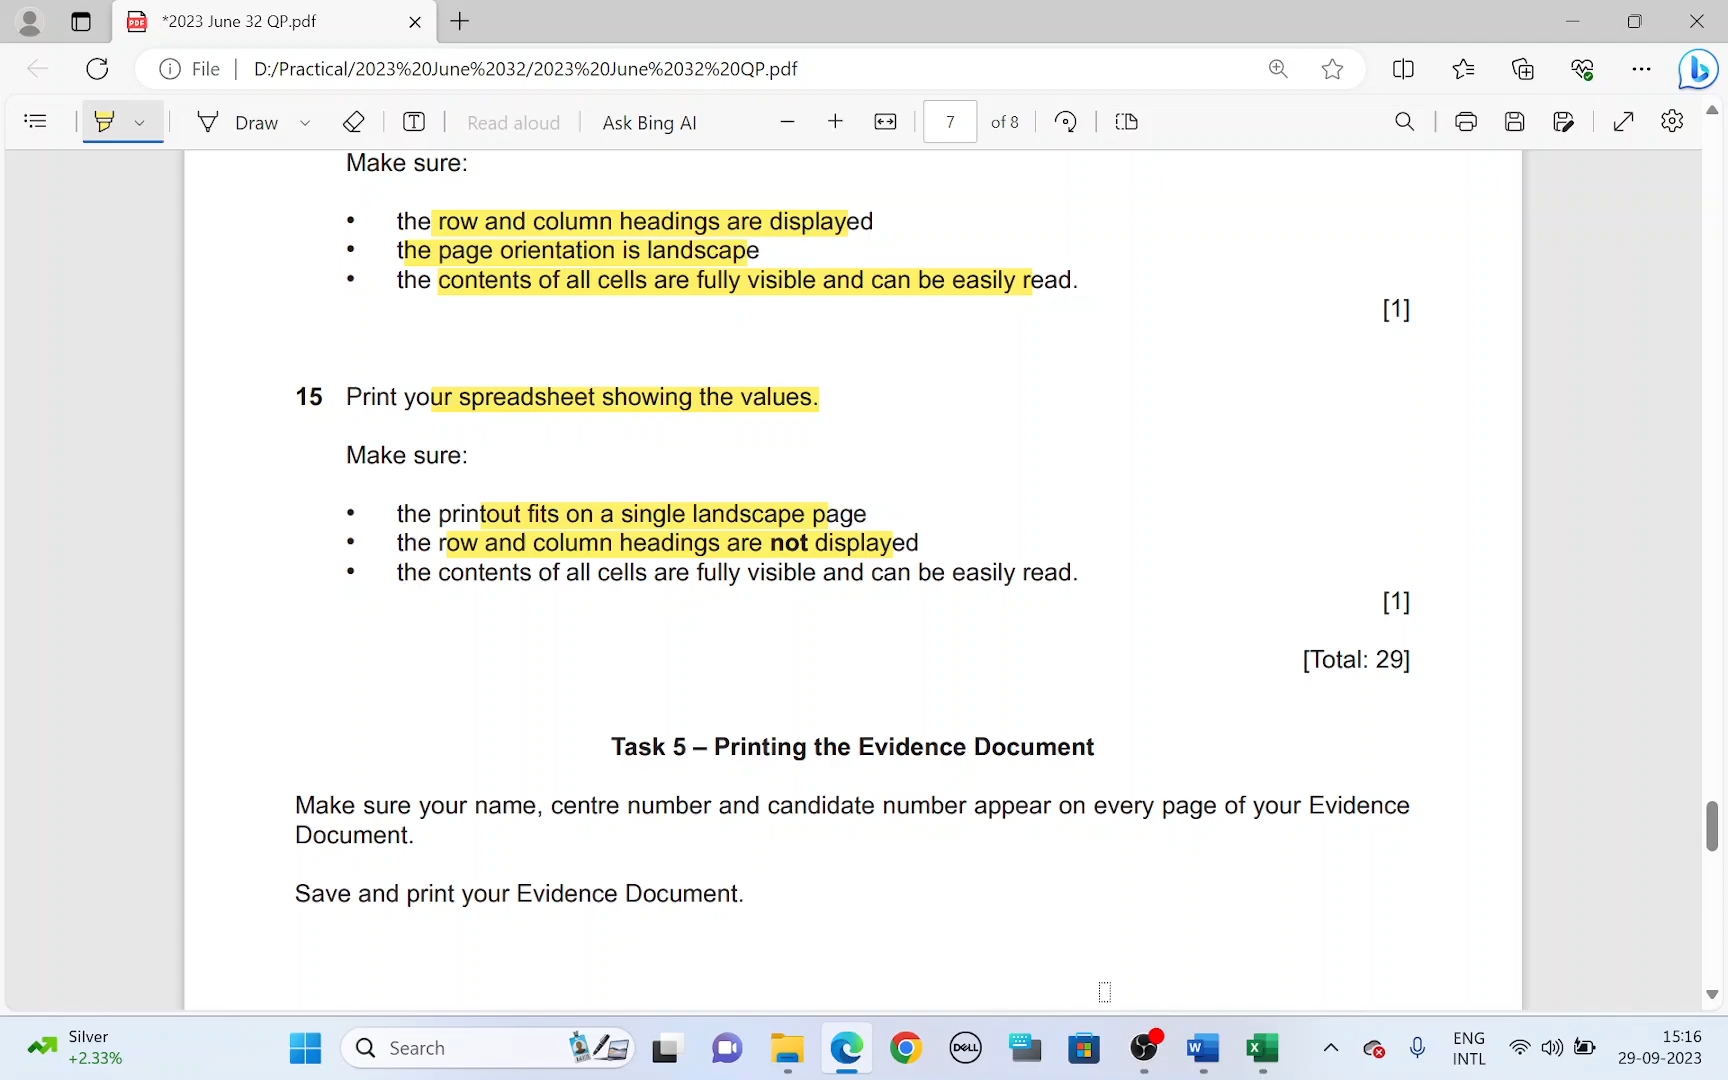 *2023 June 32 QP.pdf
File
D:/Practical/2023%20June%2032/2023%20June%2032%20QP.pdf
Draw
Read aloud
Ask Bing AI
7 of 8
Make sure:
• the row and column headings are displayed
• the page orientation is landscape
• the contents of all cells are fully visible and can be easily read.
[1]
15 Print your spreadsheet showing the values.
Make sure:
• the printout fits on a single landscape page
• the row and column headings are not displayed
• the contents of all cells are fully visible and can be easily read.
[1]
[Total: 29]
Task 5 – Printing the Evidence Document
Make sure your name, centre number and candidate number appear on every page of your Evidence
Document.
Save and print your Evidence Document.
Silver
+2.33%
Search
DELL
ENG
INTL
15:16
29-09-2023